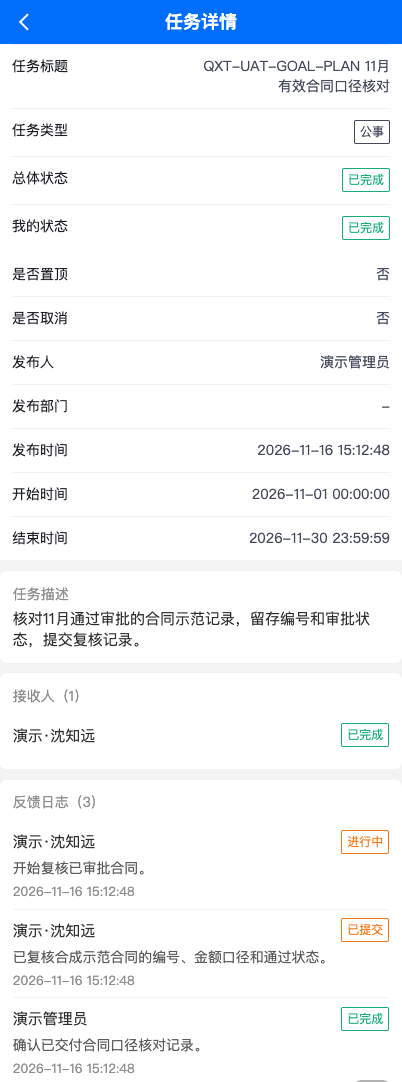 任务详情
任务标题
QXT-UAT-GOAL-PLAN 11月
有效合同口径核对
任务类型 公事
总体状态 已完成
我的状态 已完成
是否置顶 否
是否取消 否
发布人 演示管理员
发布部门 -
发布时间 2026-11-16 15:12:48
开始时间 2026-11-01 00:00:00
结束时间 2026-11-30 23:59:59
任务描述
核对11月通过审批的合同示范记录，留存编号和审批状
态，提交复核记录。
接收人（1）
演示·沈知远 已完成
反馈日志（3）
演示·沈知远 进行中
开始复核已审批合同。
2026-11-16 15:12:48
演示·沈知远 已提交
已复核合成示范合同的编号、金额口径和通过状态。
2026-11-16 15:12:48
演示管理员 已完成
确认已交付合同口径核对记录。
2026-11-16 15:12:48